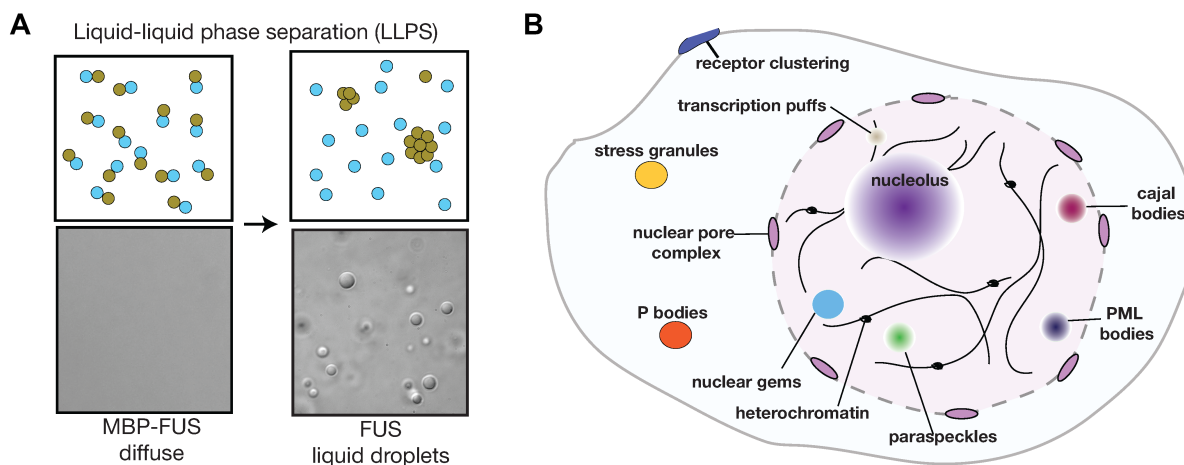 A
Liquid-liquid phase separation (LLPS)
MBP-FUS
diffuse
FUS
liquid droplets
B
receptor clustering
transcription puffs
stress granules
nucleolus
cajal
bodies
nuclear pore
complex
P bodies
PML
bodies
nuclear gems
heterochromatin
paraspeckles